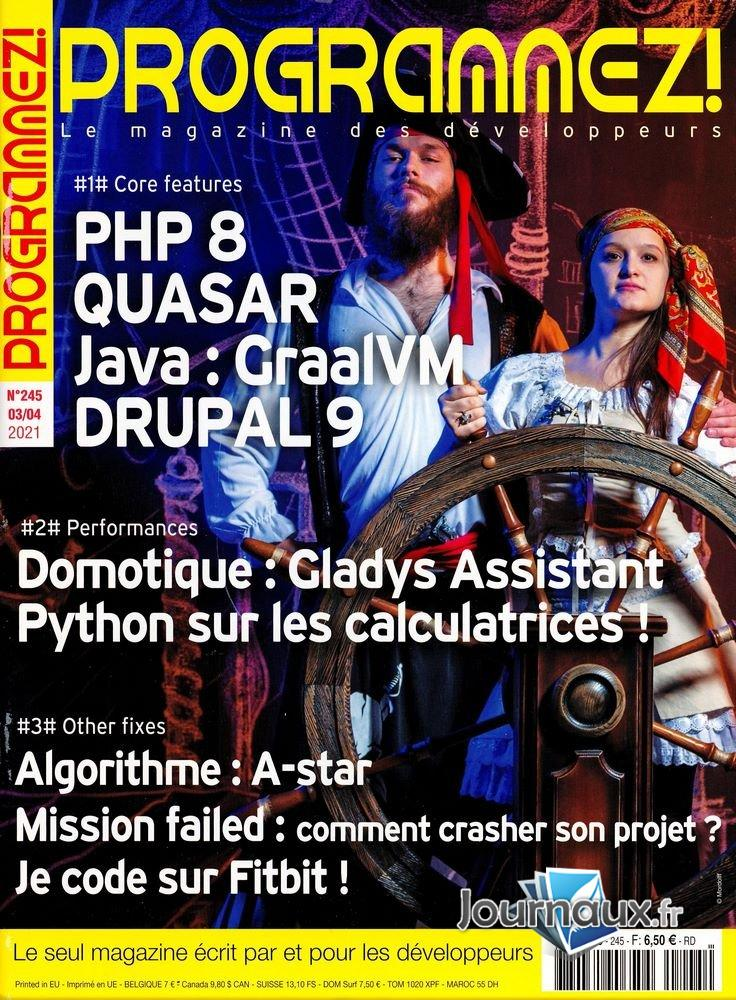 PROGRAMMEZ!
PROGRAMMEZ!
Le magazine des développeurs
#1# Core features
PHP 8
QUASAR
Java : GraalVM
DRUPAL 9
N°245
03/04
2021
#2# Performances
Domotique : Gladys Assistant
Python sur les calculatrices !
#3# Other fixes
Algorithme : A-star
Mission failed : comment crasher son projet ?
Je code sur Fitbit !
© Mordolff
Journaux.fr
- 245 - F: 6,50 € - RD
Le seul magazine écrit par et pour les développeurs
Printed in EU - Imprimé en UE - BELGIQUE 7 € - Canada 9,80 $ CAN - SUISSE 13,10 FS - DOM Surf 7,50 € - TOM 1020 XPF - MAROC 55 DH